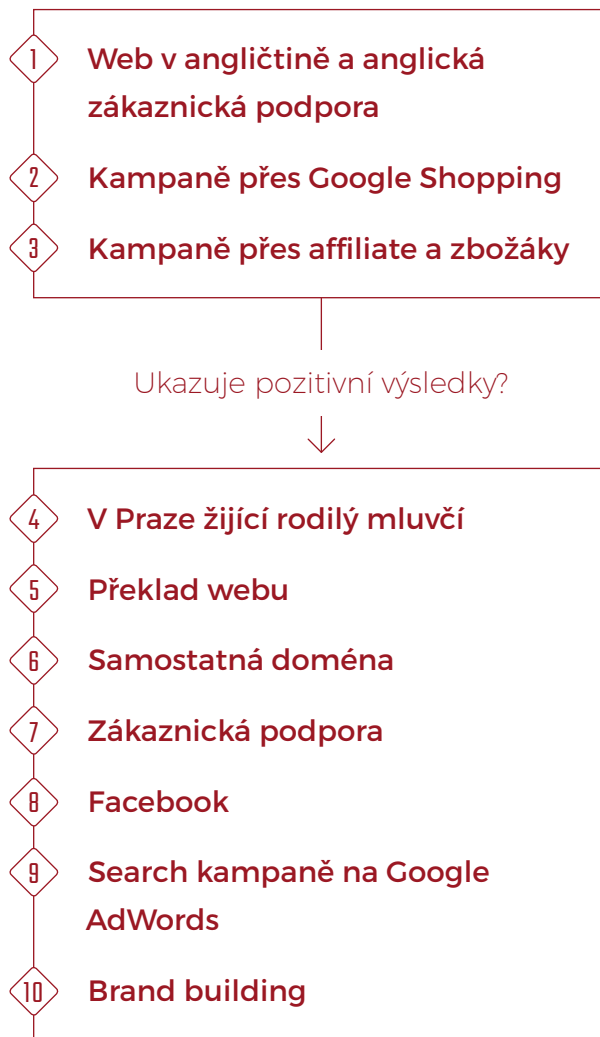 1 Web v angličtině a anglická
zákaznická podpora
2 Kampaně přes Google Shopping
3 Kampaně přes affiliate a zbožáky
Ukazuje pozitivní výsledky?
4 V Praze žijící rodilý mluvčí
5 Překlad webu
6 Samostatná doména
7 Zákaznická podpora
8 Facebook
9 Search kampaně na Google
AdWords
10 Brand building